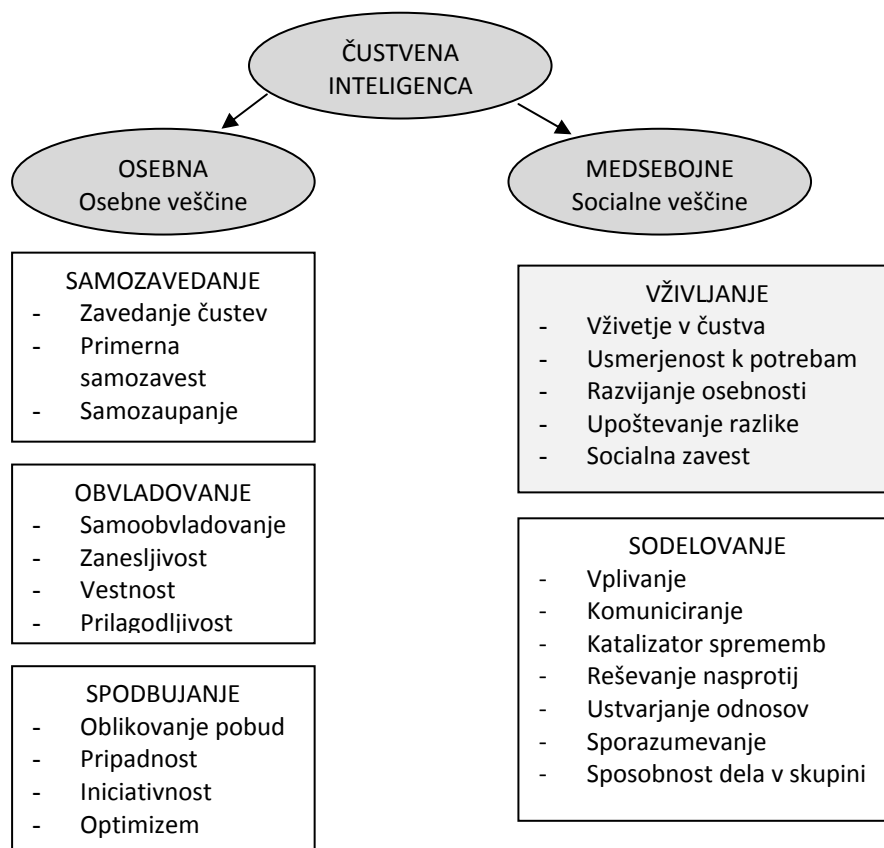 ČUSTVENA
INTELIGENCA
OSEBNA
Osebne veščine
MEDSEBOJNE
Socialne veščine
SAMOZAVEDANJE
- Zavedanje čustev
- Primerna
samozavest
- Samozaupanje
OBVLADOVANJE
- Samoobvladovanje
- Zanesljivost
- Vestnost
- Prilagodljivost
SPODBUJANJE
- Oblikovanje pobud
- Pripadnost
- Iniciativnost
- Optimizem
VŽIVLJANJE
- Vživetje v čustva
- Usmerjenost k potrebam
- Razvijanje osebnosti
- Upoštevanje razlike
- Socialna zavest
SODELOVANJE
- Vplivanje
- Komuniciranje
- Katalizator sprememb
- Reševanje nasprotij
- Ustvarjanje odnosov
- Sporazumevanje
- Sposobnost dela v skupini